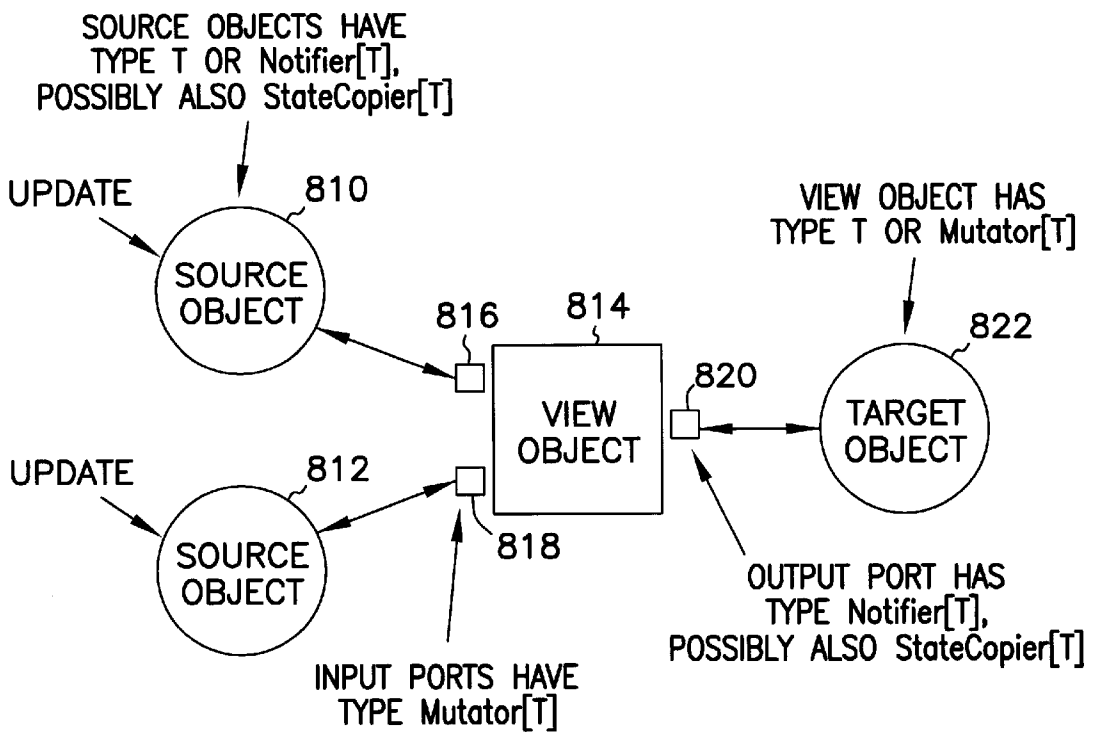 SOURCE OBJECTS HAVE
TYPE T OR Notifier[T],
POSSIBLY ALSO StateCopier[T]
UPDATE
810
SOURCE
OBJECT
VIEW OBJECT HAS
TYPE T OR Mutator[T]
816
814
822
820
VIEW
OBJECT
TARGET
OBJECT
UPDATE
812
818
SOURCE
OBJECT
OUTPUT PORT HAS
TYPE Notifier[T],
POSSIBLY ALSO StateCopier[T]
INPUT PORTS HAVE
TYPE Mutator[T]